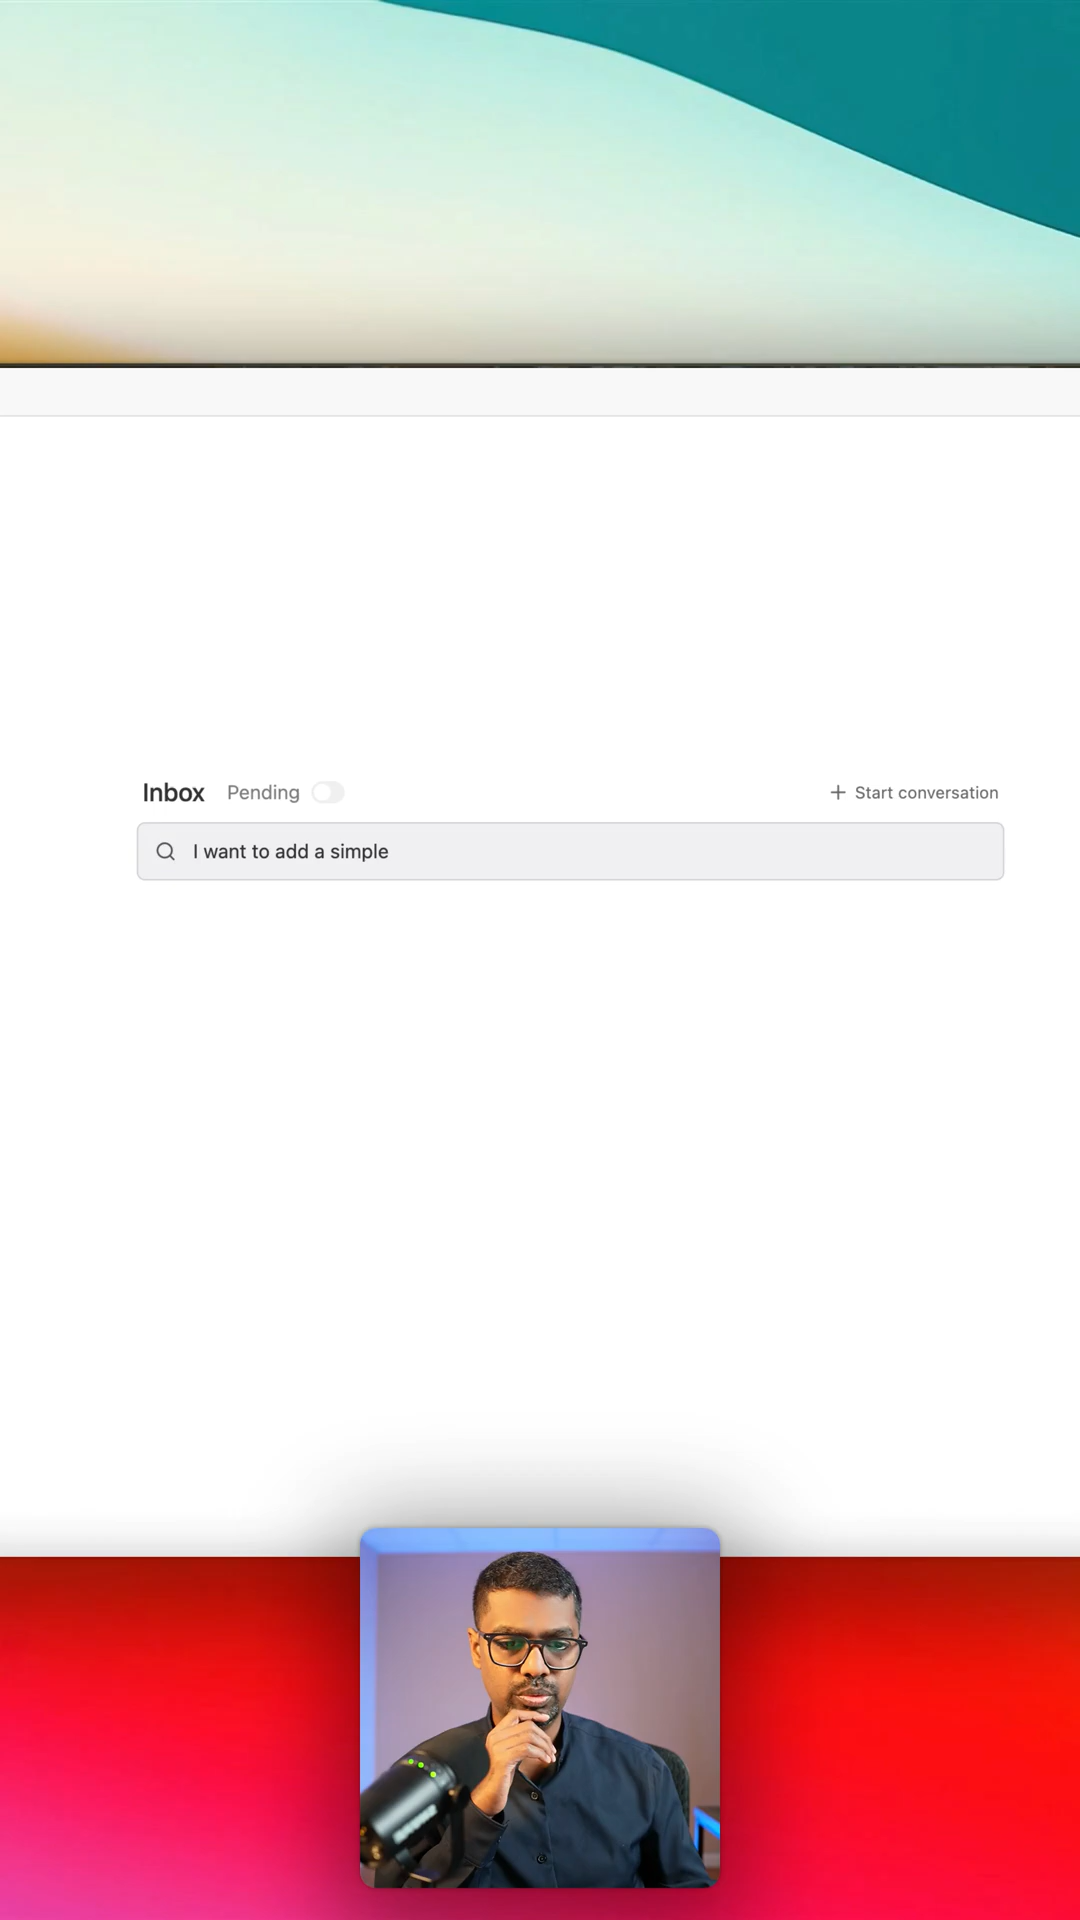 Inbox Pending + Start conversation
I want to add a simple